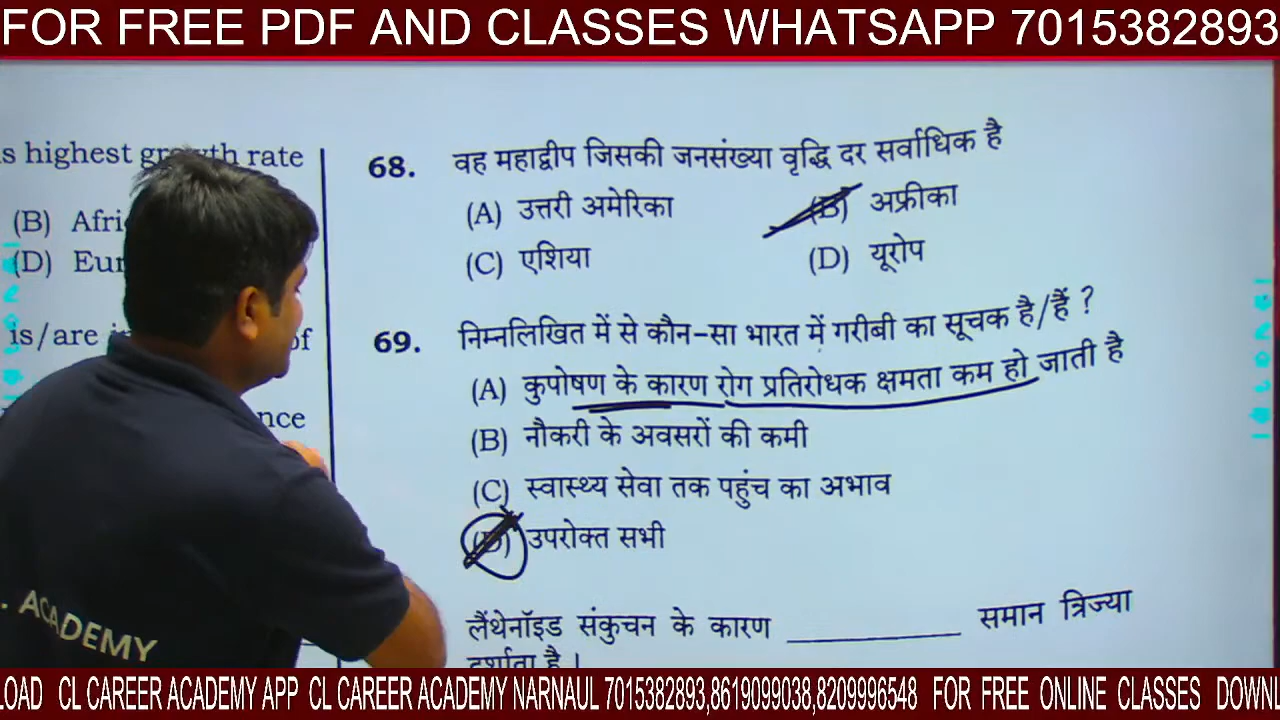 FOR FREE PDF AND CLASSES WHATSAPP 7015382893
s highest growth rate
(B) Afri
(D) Eur
is/are
of
nce
68. वह महाद्वीप जिसकी जनसंख्या वृद्धि दर सर्वाधिक है
(A) उत्तरी अमेरिका (B) अफ्रीका
(C) एशिया (D) यूरोप
69. निम्नलिखित में से कौन-सा भारत में गरीबी का सूचक है/हैं ?
(A) कुपोषण के कारण रोग प्रतिरोधक क्षमता कम हो जाती है
(B) नौकरी के अवसरों की कमी
(C) स्वास्थ्य सेवा तक पहुंच का अभाव
(D) उपरोक्त सभी
लैंथेनॉइड संकुचन के कारण __________ समान त्रिज्या
दर्शाता है।
. ACADEMY
LOAD CL CAREER ACADEMY APP CL CAREER ACADEMY NARNAUL 7015382893,8619099038,8209996548 FOR FREE ONLINE CLASSES DOWNL